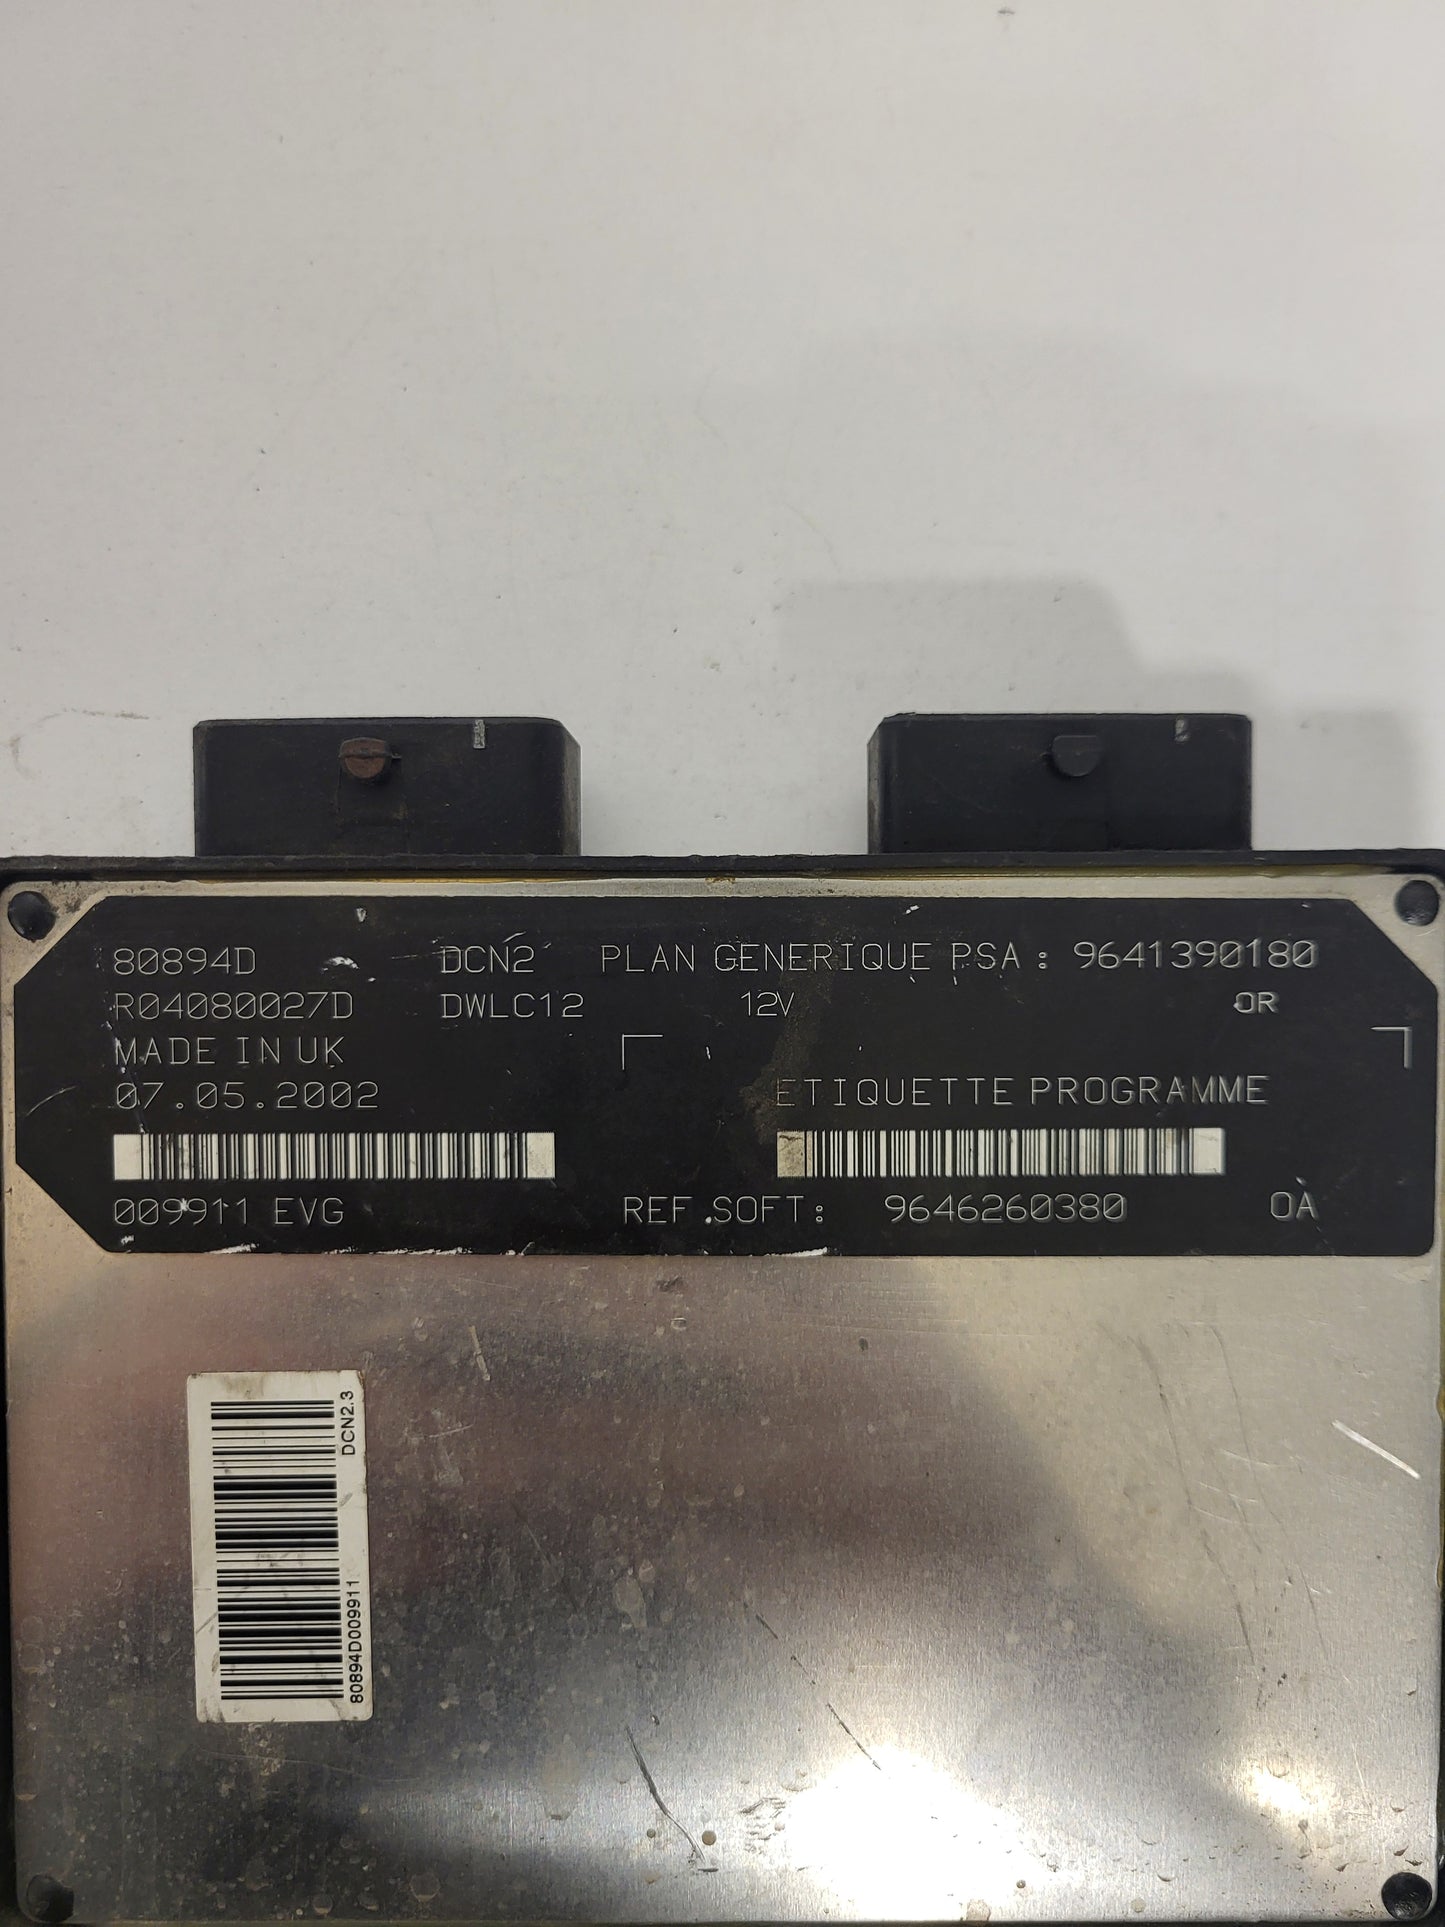 80894D DCN2 PLAN GENERIQUE PSA : 9641390180
R04080027D DWLC12 12V OR
MADE IN UK
07.05.2002 ETIQUETTE PROGRAMME
009911 EVG REF.SOFT: 9646260380 0A
DCN2.3
80894D009911